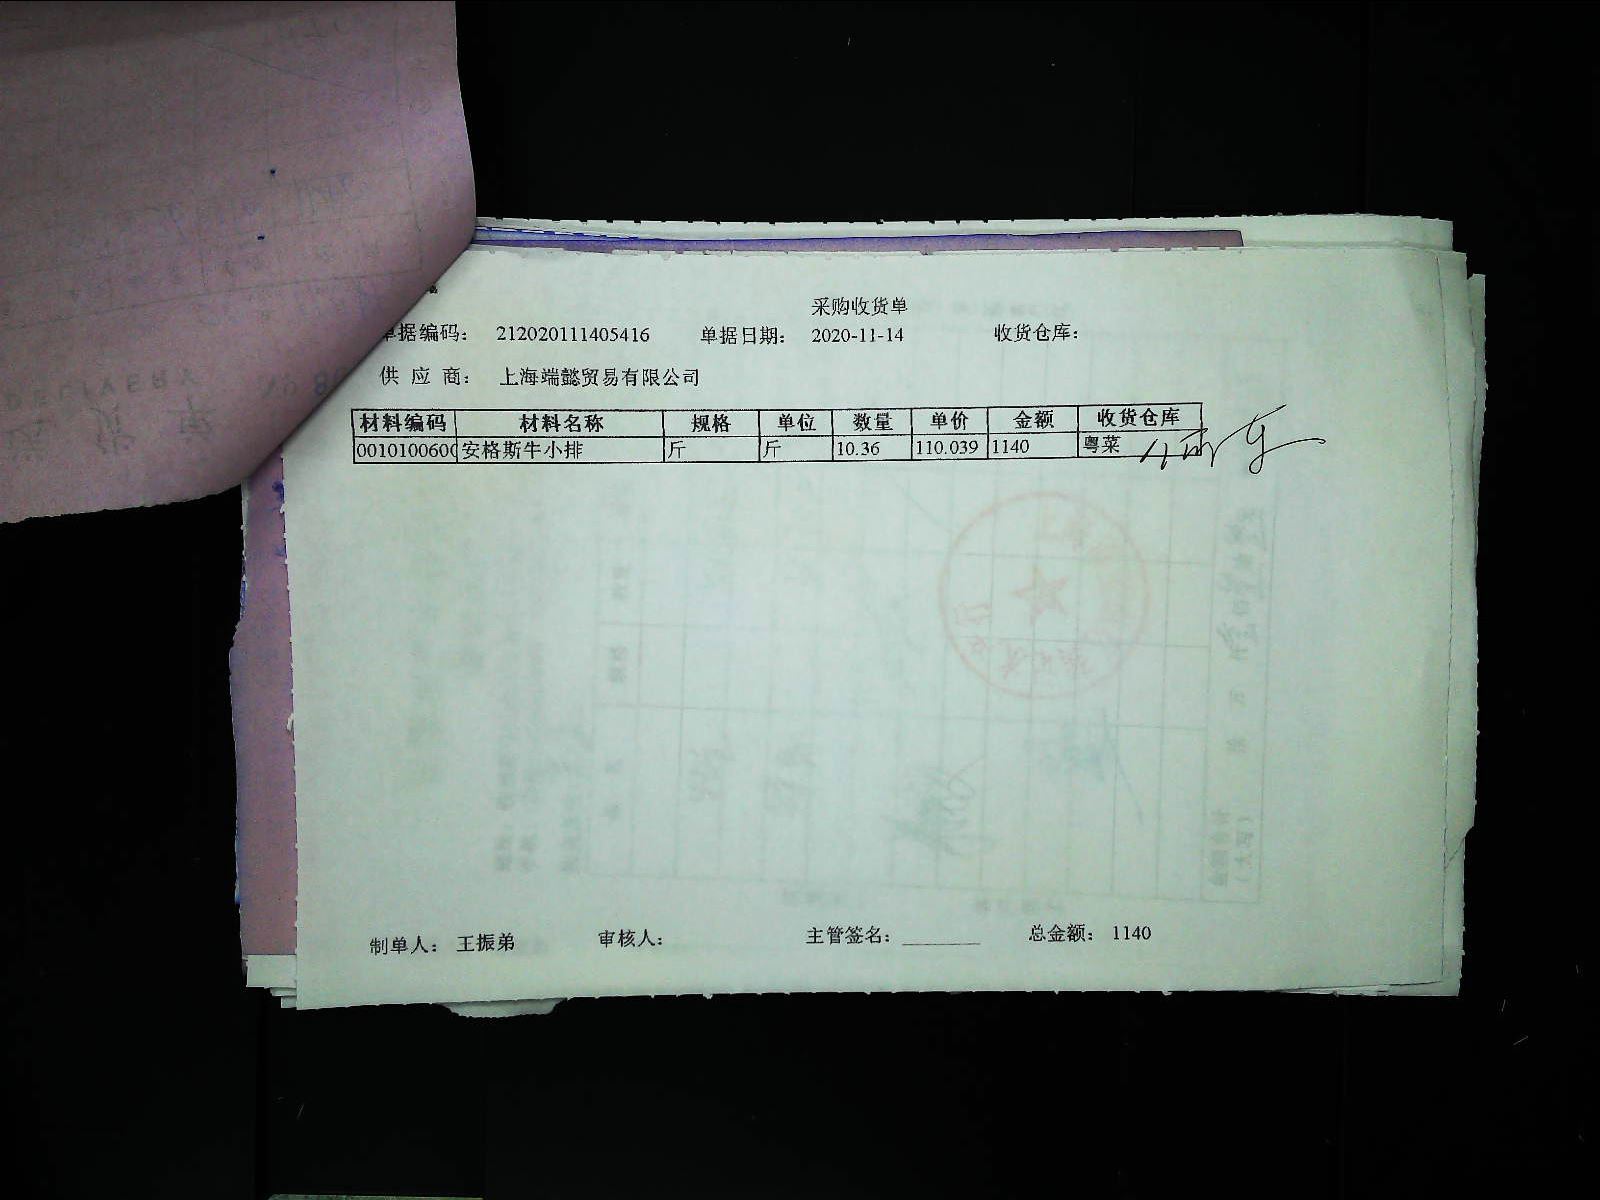 采购收货单
单据编码： 212020111405416 单据日期： 2020-11-14 收货仓库：
供 应 商： 上海端懿贸易有限公司
材料编码 材料名称 规格 单位 数量 单价 金额 收货仓库
0010100600 安格斯牛小排 斤 斤 10.36 110.039 1140 粤菜
制单人： 王振弟 审核人： 主管签名： ________ 总金额： 1140